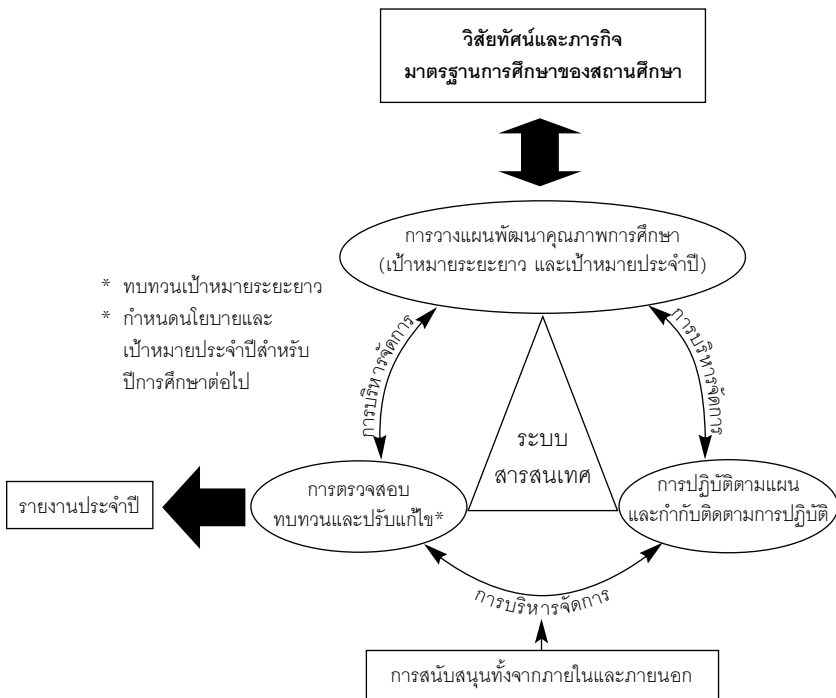 วิสัยทัศน์และภารกิจ
มาตรฐานการศึกษาของสถานศึกษา
การวางแผนพัฒนาคุณภาพการศึกษา
(เป้าหมายระยะยาว และเป้าหมายประจำปี)
* ทบทวนเป้าหมายระยะยาว
* กำหนดนโยบายและ
เป้าหมายประจำปีสำหรับ
ปีการศึกษาต่อไป
การบริหารจัดการ
การบริหารจัดการ
ระบบ
สารสนเทศ
รายงานประจำปี
การตรวจสอบ
ทบทวนและปรับแก้ไข*
การปฏิบัติตามแผน
และกำกับติดตามการปฏิบัติ
การบริหารจัดการ
การสนับสนุนทั้งจากภายในและภายนอก